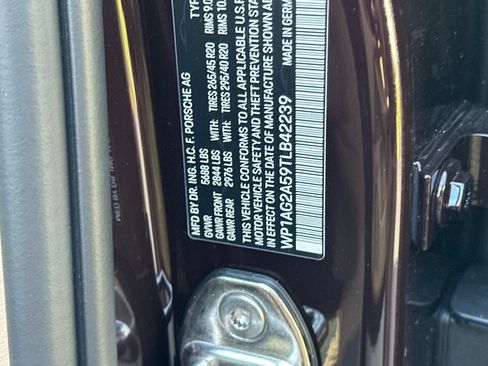 MFD BY DR. ING. H.C. F. PORSCHE AG TYP
GVWR 5688 LBS
GAWR FRONT 2844 LBS WITH: TIRES 265/45 R20 RIMS 9.0
GAWR REAR 2976 LBS WITH: TIRES 295/40 R20 RIMS 10.
THIS VEHICLE CONFORMS TO ALL APPLICABLE U.S. F
MOTOR VEHICLE SAFETY AND THEFT PREVENTION STA
IN EFFECT ON THE DATE OF MANUFACTURE SHOWN AB
WP1AG2A59TLB42239 MADE IN GERM